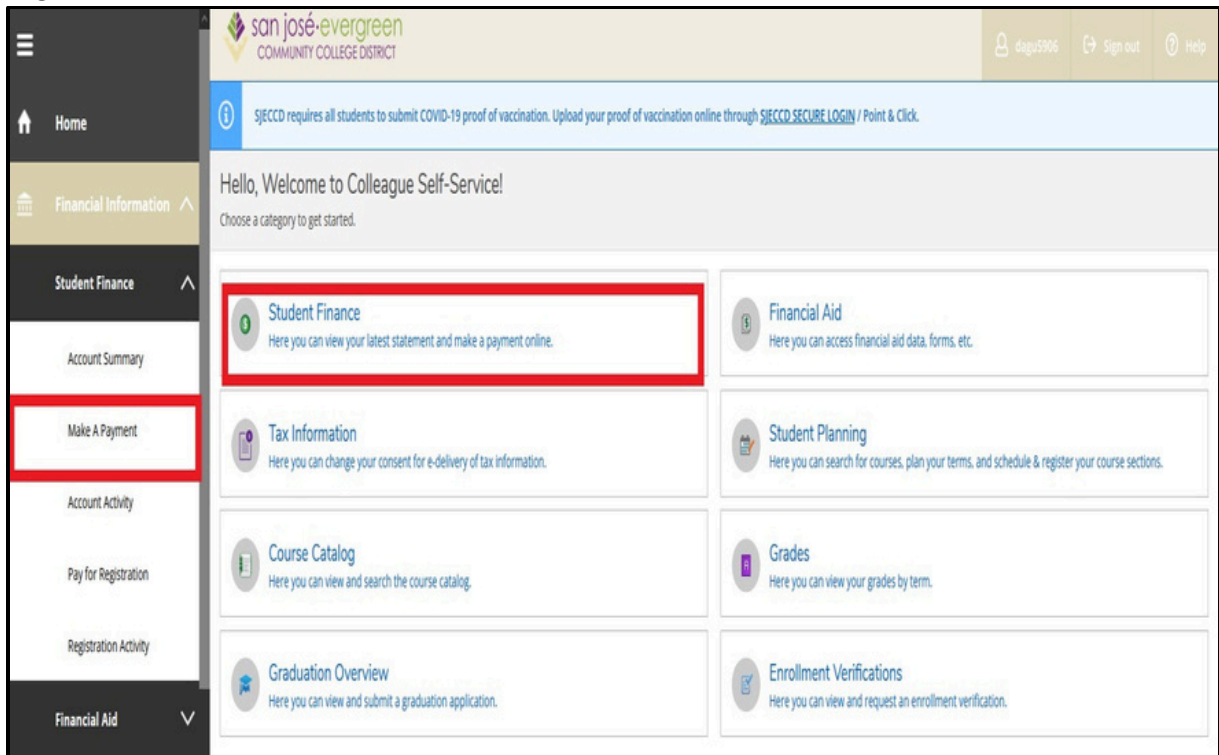 san josé·evergreen
COMMUNITY COLLEGE DISTRICT
dagu5906
Sign out
Help
Home
Financial Information
Student Finance
Account Summary
Make A Payment
Account Activity
Pay for Registration
Registration Activity
Financial Aid
SJECCD requires all students to submit COVID-19 proof of vaccination. Upload your proof of vaccination online through SJECCD SECURE LOGIN / Point & Click.
Hello, Welcome to Colleague Self-Service!
Choose a category to get started.
Student Finance
Here you can view your latest statement and make a payment online.
Financial Aid
Here you can access financial aid data, forms, etc.
Tax Information
Here you can change your consent for e-delivery of tax information.
Student Planning
Here you can search for courses, plan your terms, and schedule & register your course sections.
Course Catalog
Here you can view and search the course catalog.
Grades
Here you can view your grades by term.
Graduation Overview
Here you can view and submit a graduation application.
Enrollment Verifications
Here you can view and request an enrollment verification.